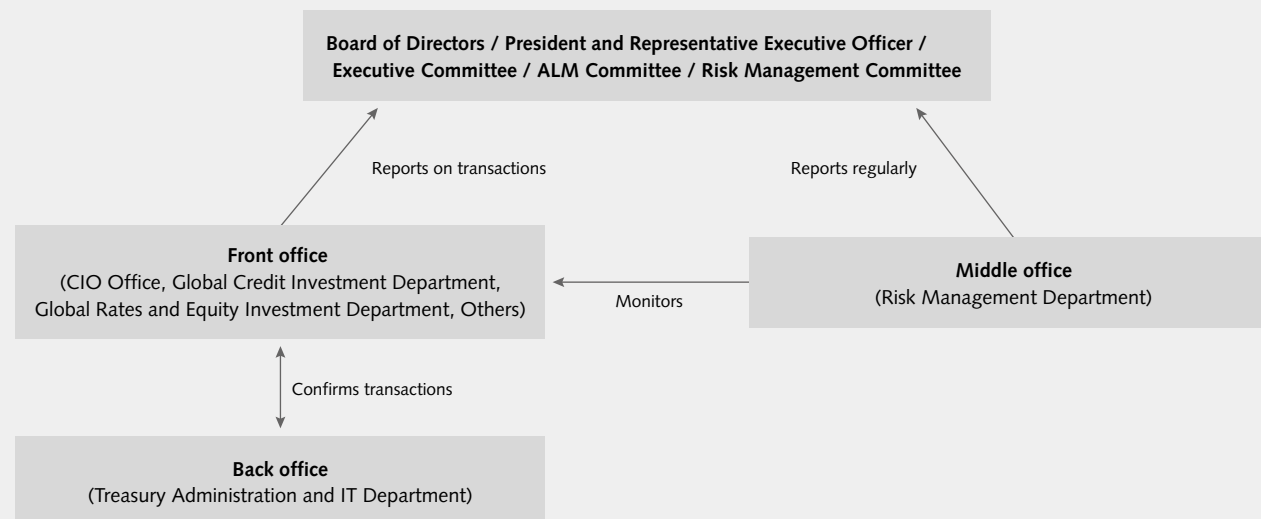 Board of Directors / President and Representative Executive Officer /
Executive Committee / ALM Committee / Risk Management Committee
Reports on transactions
Reports regularly
Front office
(CIO Office, Global Credit Investment Department,
Global Rates and Equity Investment Department, Others)
Monitors
Middle office
(Risk Management Department)
Confirms transactions
Back office
(Treasury Administration and IT Department)